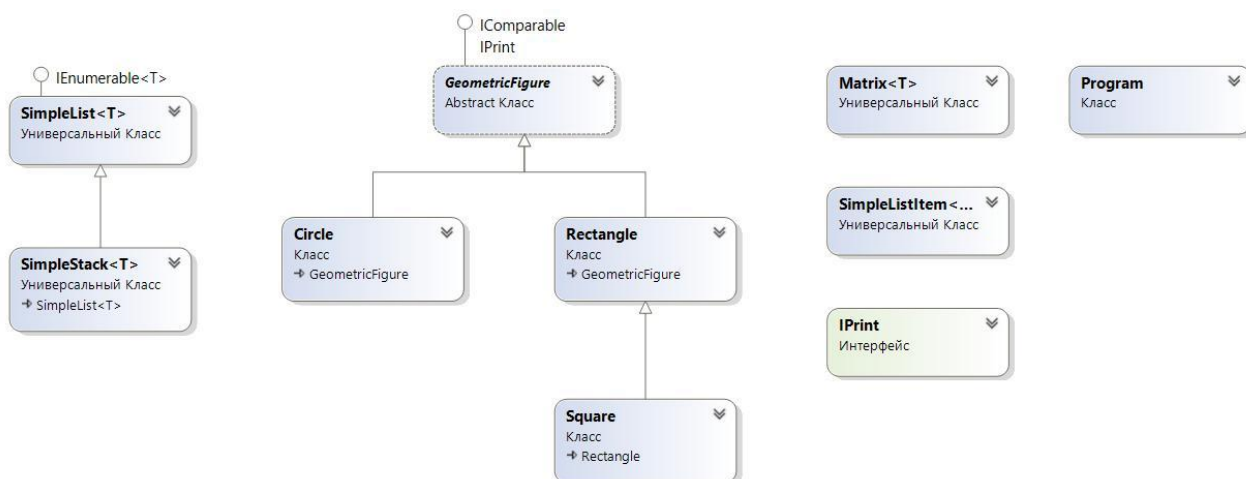 IEnumerable<T>
SimpleList<T>
Универсальный Класс
SimpleStack<T>
Универсальный Класс
SimpleList<T>
IComparable
IPrint
GeometricFigure
Abstract Класс
Circle
Класс
GeometricFigure
Rectangle
Класс
GeometricFigure
Square
Класс
Rectangle
Matrix<T>
Универсальный Класс
SimpleListItem<...
Универсальный Класс
IPrint
Интерфейс
Program
Класс